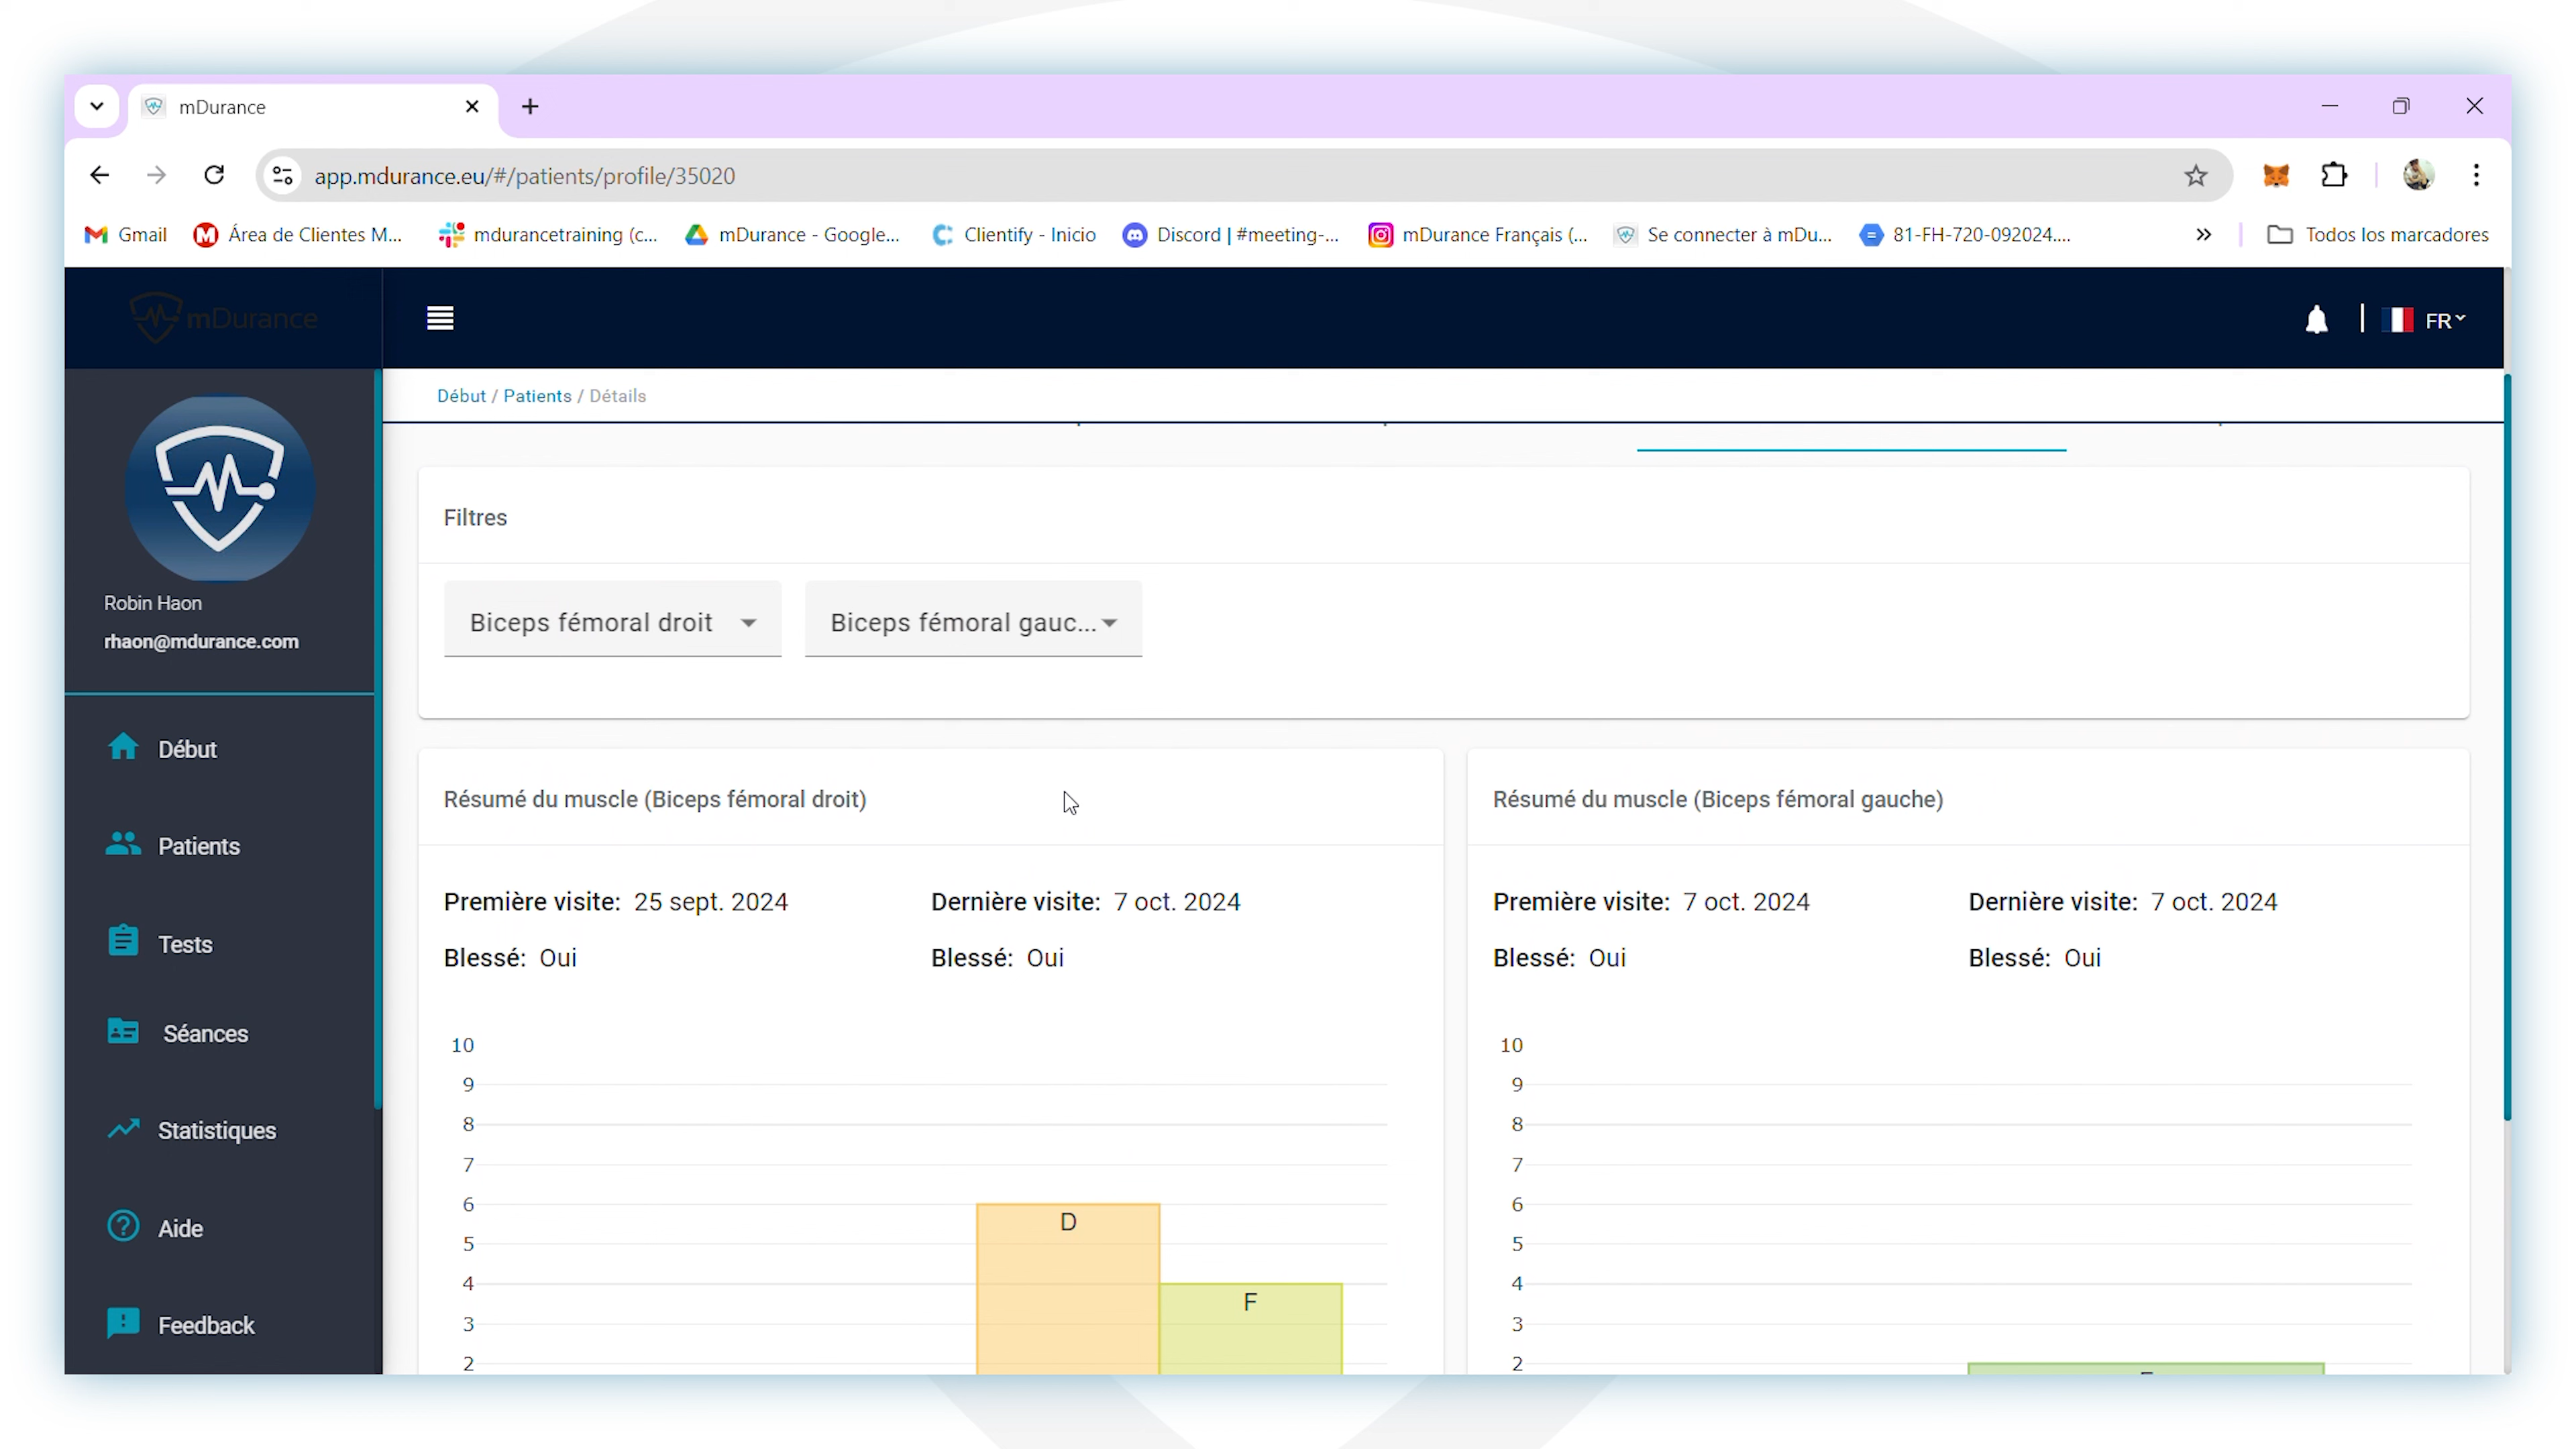 mDurance
app.mdurance.eu/#/patients/profile/35020
Gmail
Área de Clientes M...
mdurancetraining (c...
mDurance - Google...
Clientify - Inicio
Discord | #meeting-...
mDurance Français (...
Se connecter à mDu...
81-FH-720-092024....
Todos los marcadores
mDurance
FR
Début / Patients / Détails
Robin Haon
rhaon@mdurance.com
Début
Patients
Tests
Séances
Statistiques
Aide
Feedback
Filtres
Biceps fémoral droit
Biceps fémoral gauc...
Résumé du muscle (Biceps fémoral droit)
Première visite: 25 sept. 2024
Dernière visite: 7 oct. 2024
Blessé: Oui
Blessé: Oui
10
9
8
7
6
5
4
3
2
D
F
Résumé du muscle (Biceps fémoral gauche)
Première visite: 7 oct. 2024
Dernière visite: 7 oct. 2024
Blessé: Oui
Blessé: Oui
10
9
8
7
6
5
4
3
2